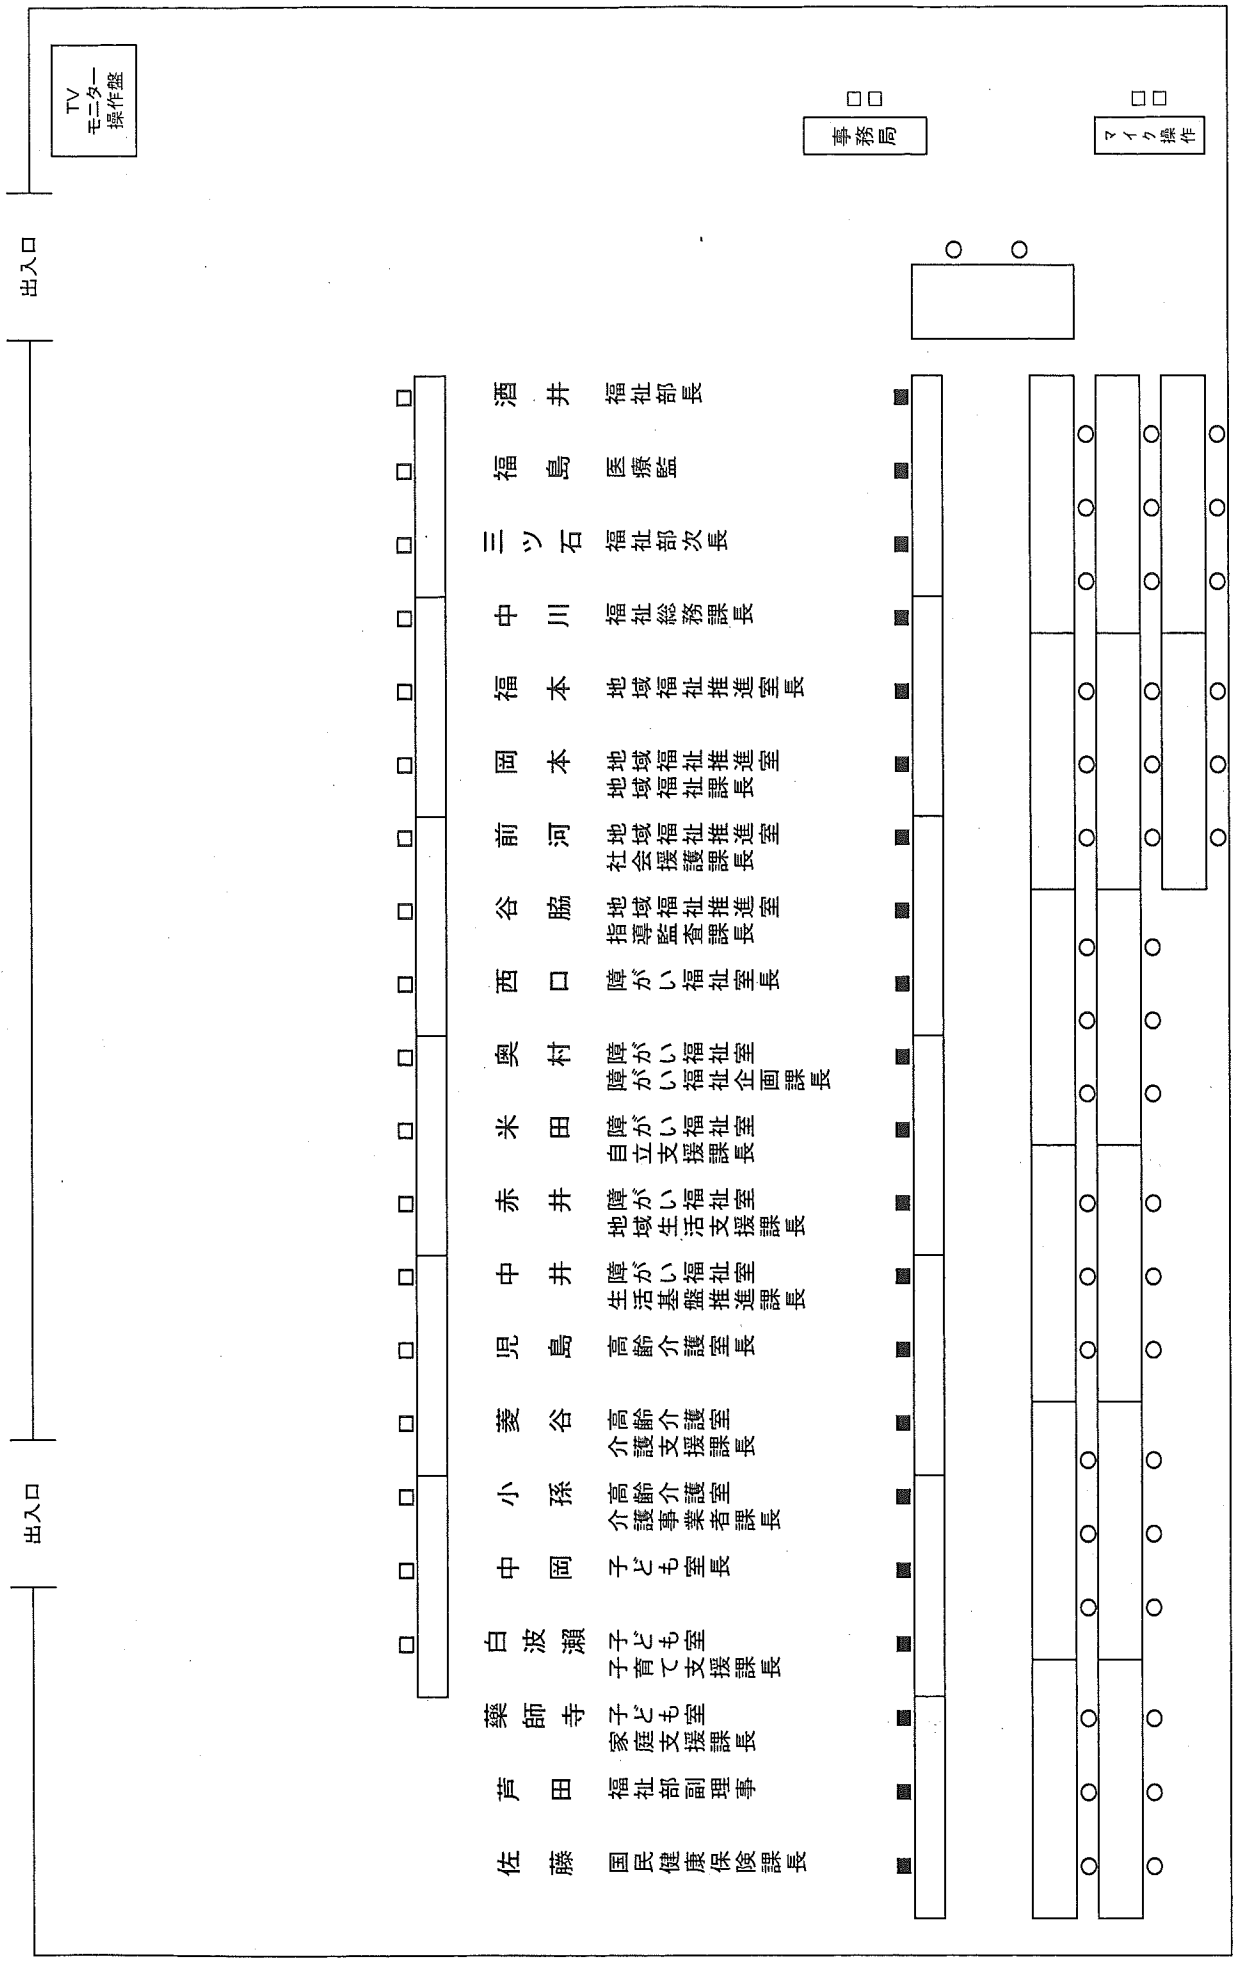 TV
モニター
操作盤
事務局
マイク操作
出入口
酒井 福祉部長
福島 医療監
三ツ石 福祉部次長
中川 福祉総務課長
福本 地域福祉推進室長
岡本 地域福祉推進室
地域福祉課長
前河 地域福祉推進室
社会援護課長
谷脇 地域福祉推進室
指導監査課長
西口 障がい福祉室長
奥村 障がい福祉室
障がい福祉企画課長
米田 障がい福祉室
自立支援課長
赤井 障がい福祉室
地域生活支援課長
中井 障がい福祉室
生活基盤推進課長
児島 高齢介護室長
菱谷 高齢介護室
介護支援課長
小孫 高齢介護室
介護事業者課長
中岡 子ども室長
白波瀬 子ども室
子育て支援課長
薬師寺 子ども室
家庭支援課長
芦田 福祉部副理事
佐藤 国民健康保険課長
出入口